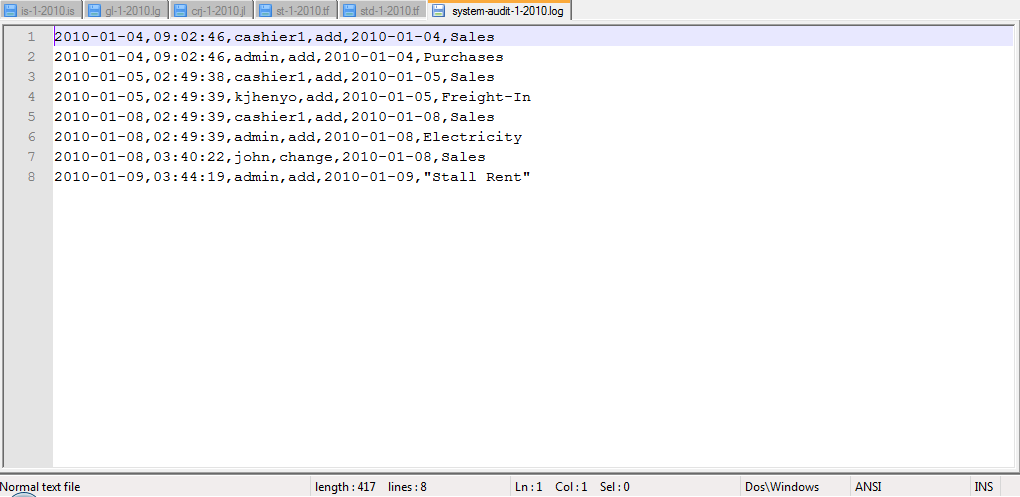 is-1-2010.is gl-1-2010.lg crj-1-2010.jl st-1-2010.tf std-1-2010.tf system-audit-1-2010.log
1 2010-01-04,09:02:46,cashier1,add,2010-01-04,Sales
2 2010-01-04,09:02:46,admin,add,2010-01-04,Purchases
3 2010-01-05,02:49:38,cashier1,add,2010-01-05,Sales
4 2010-01-05,02:49:39,kjhenyo,add,2010-01-05,Freight-In
5 2010-01-08,02:49:39,cashier1,add,2010-01-08,Sales
6 2010-01-08,02:49:39,admin,add,2010-01-08,Electricity
7 2010-01-08,03:40:22,john,change,2010-01-08,Sales
8 2010-01-09,03:44:19,admin,add,2010-01-09,"Stall Rent"
Normal text file length : 417 lines : 8 Ln : 1 Col : 1 Sel : 0 Dos\Windows ANSI INS